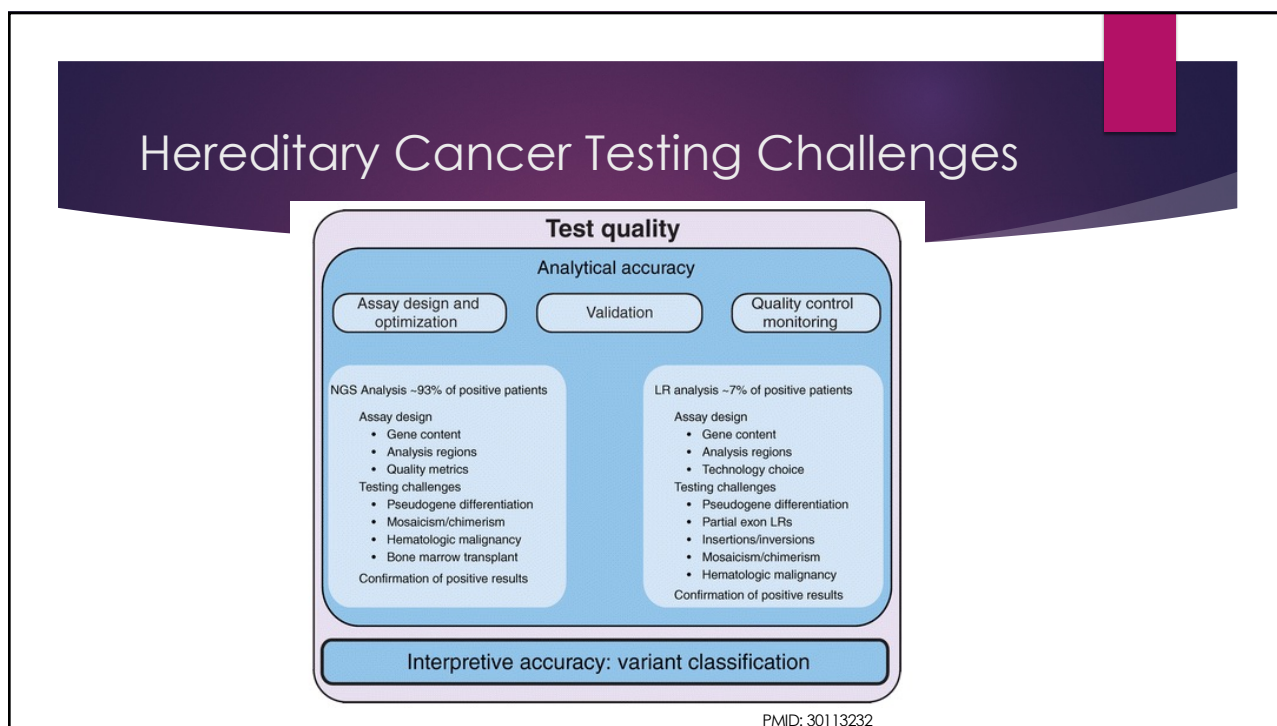 Hereditary Cancer Testing Challenges
Test quality
Analytical accuracy
Assay design and
optimization
Validation
Quality control
monitoring
NGS Analysis ~93% of positive patients
Assay design
• Gene content
• Analysis regions
• Quality metrics
Testing challenges
• Pseudogene differentiation
• Mosaicism/chimerism
• Hematologic malignancy
• Bone marrow transplant
Confirmation of positive results
LR analysis ~7% of positive patients
Assay design
• Gene content
• Analysis regions
• Technology choice
Testing challenges
• Pseudogene differentiation
• Partial exon LRs
• Insertions/inversions
• Mosaicism/chimerism
• Hematologic malignancy
Confirmation of positive results
Interpretive accuracy: variant classification
PMID: 30113232